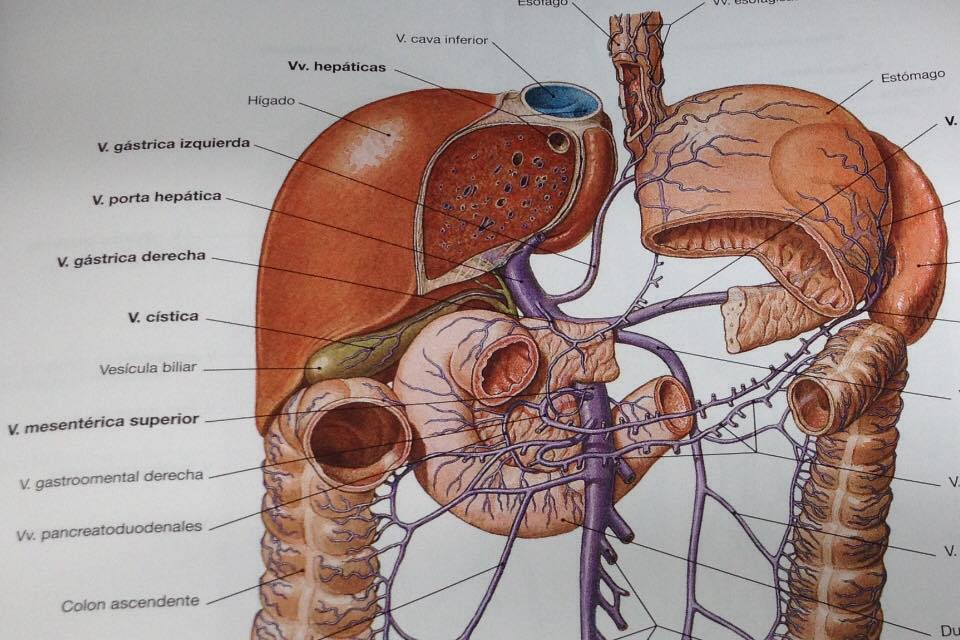 Esófago
V. cava inferior
Vv. hepáticas
Estómago
Hígado
V.
V. gástrica izquierda
V. porta hepática
V. gástrica derecha
V. cística
Vesícula biliar
V. mesentérica superior
V. gastroomental derecha
V.
Vv. pancreatoduodenales
V.
Colon ascendente